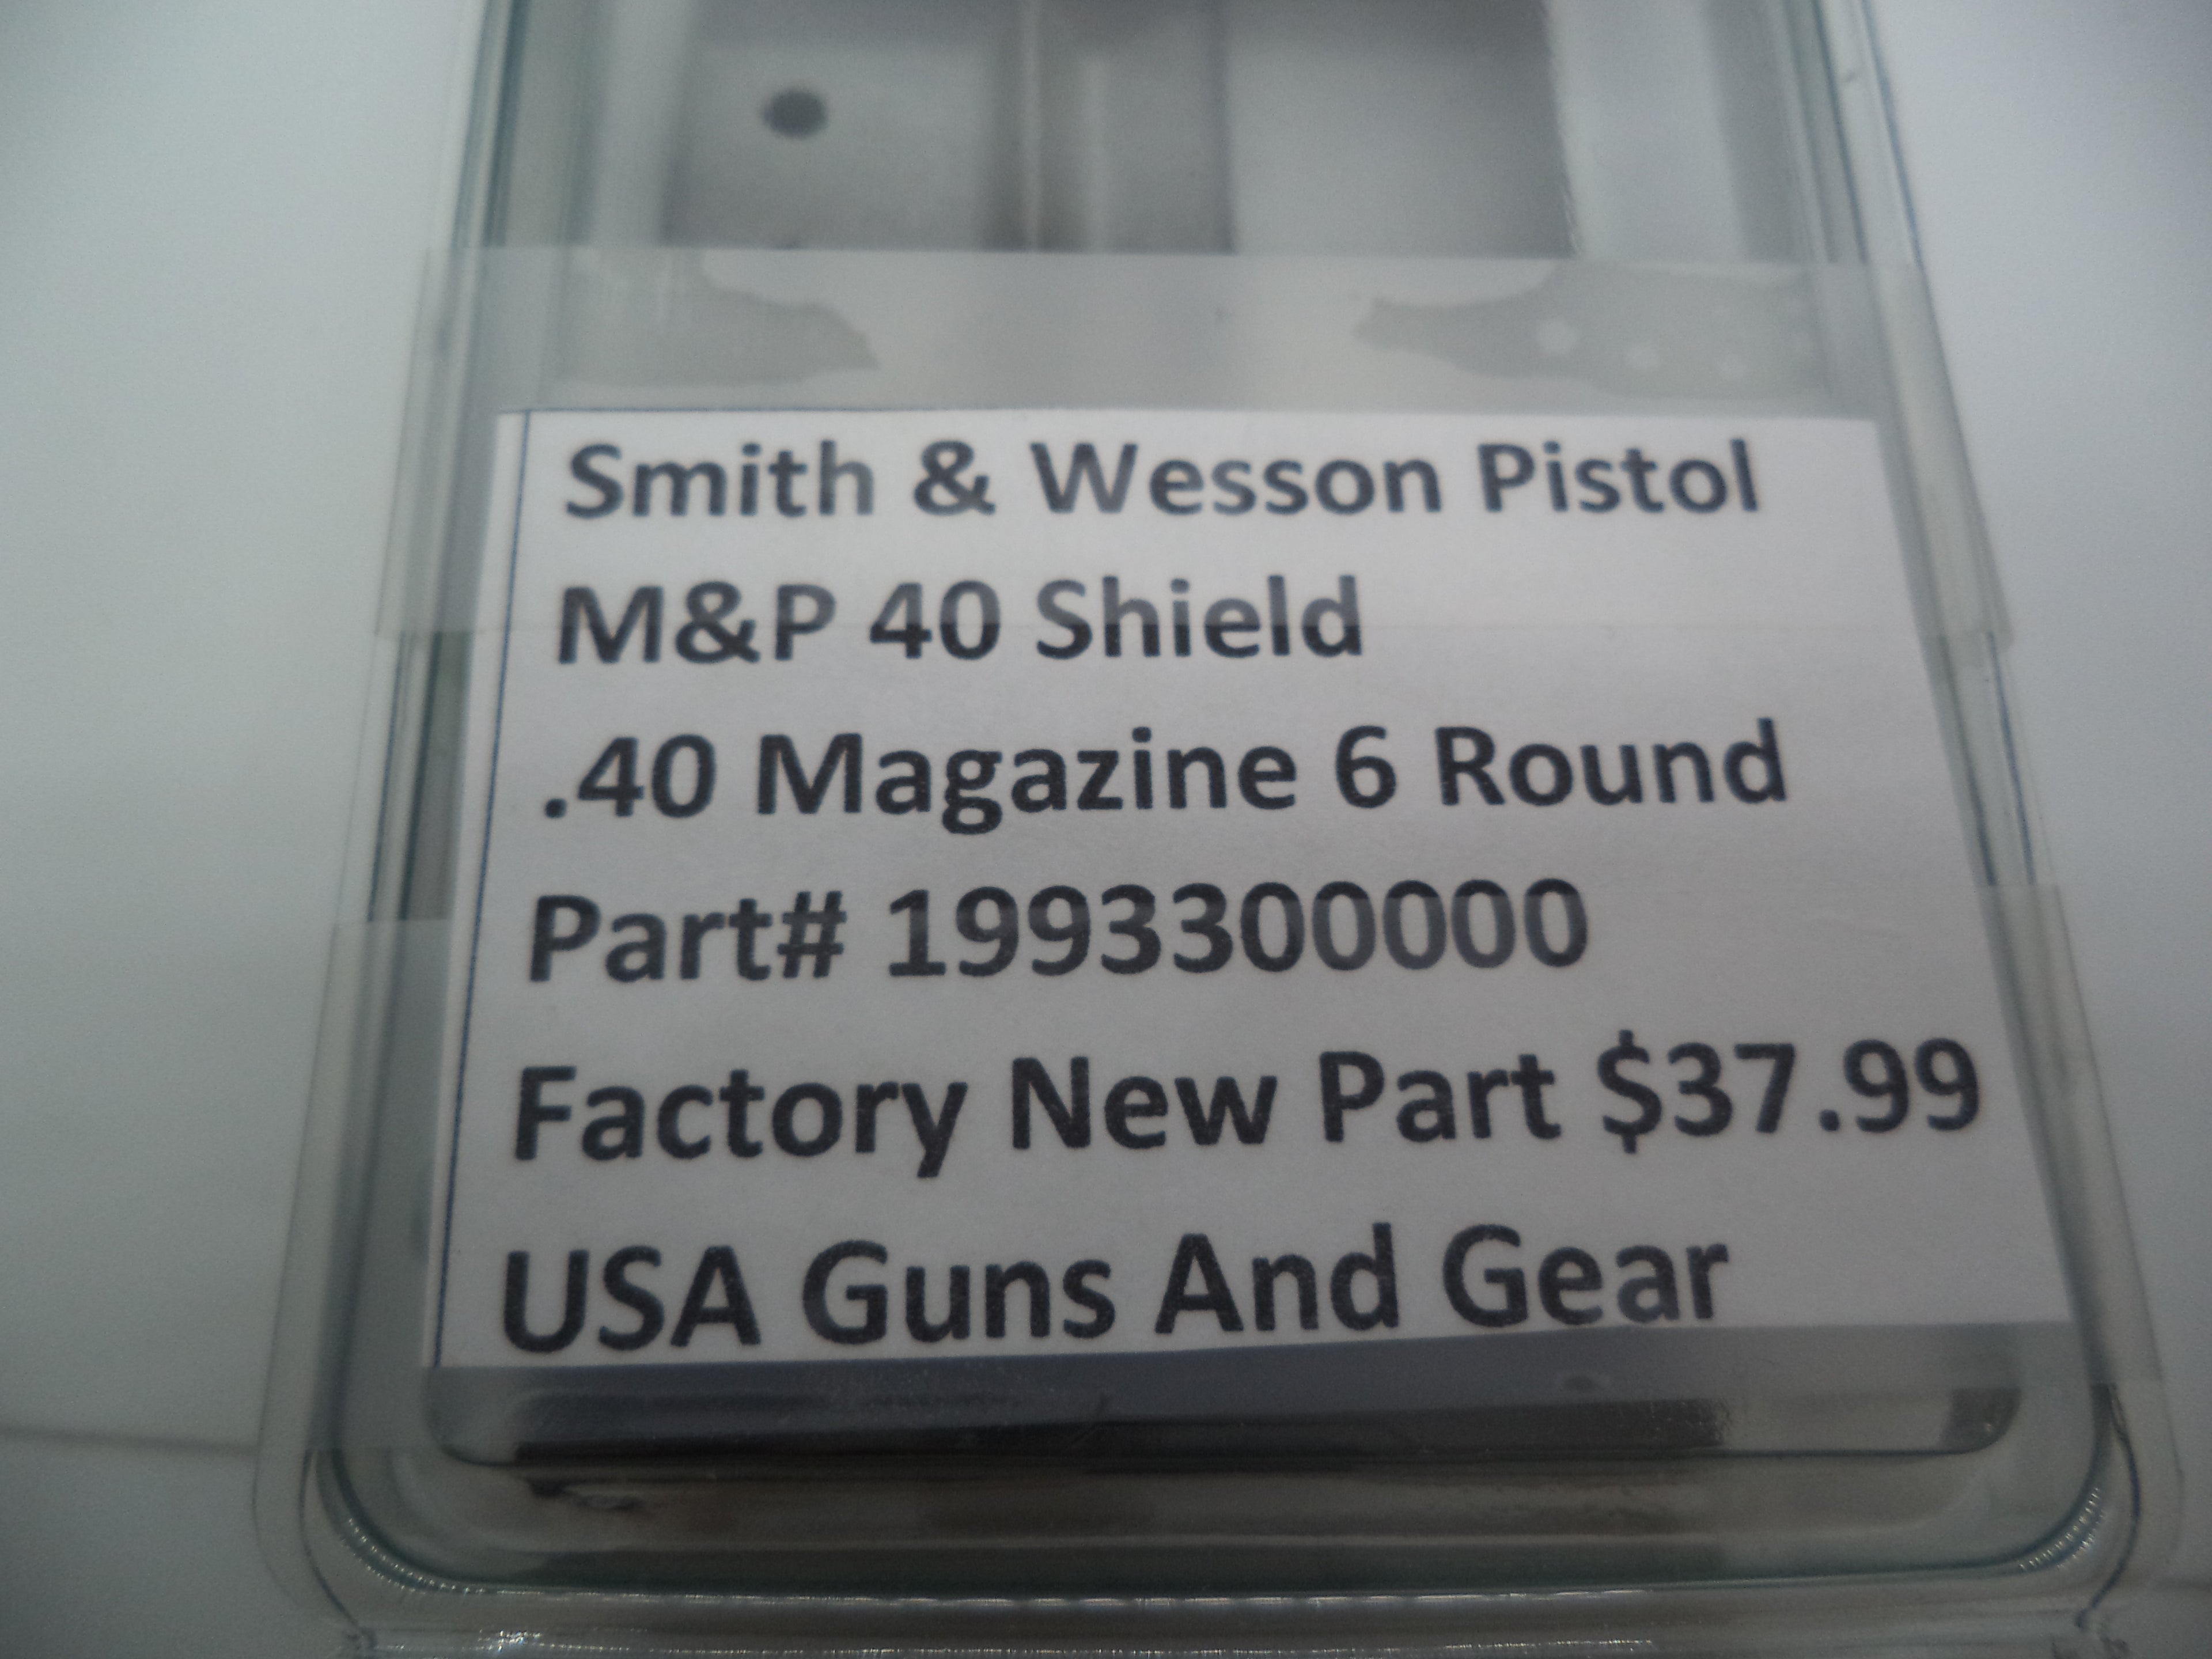 Smith & Wesson Pistol
M&P 40 Shield
.40 Magazine 6 Round
Part# 1993300000
Factory New Part $37.99
USA Guns And Gear